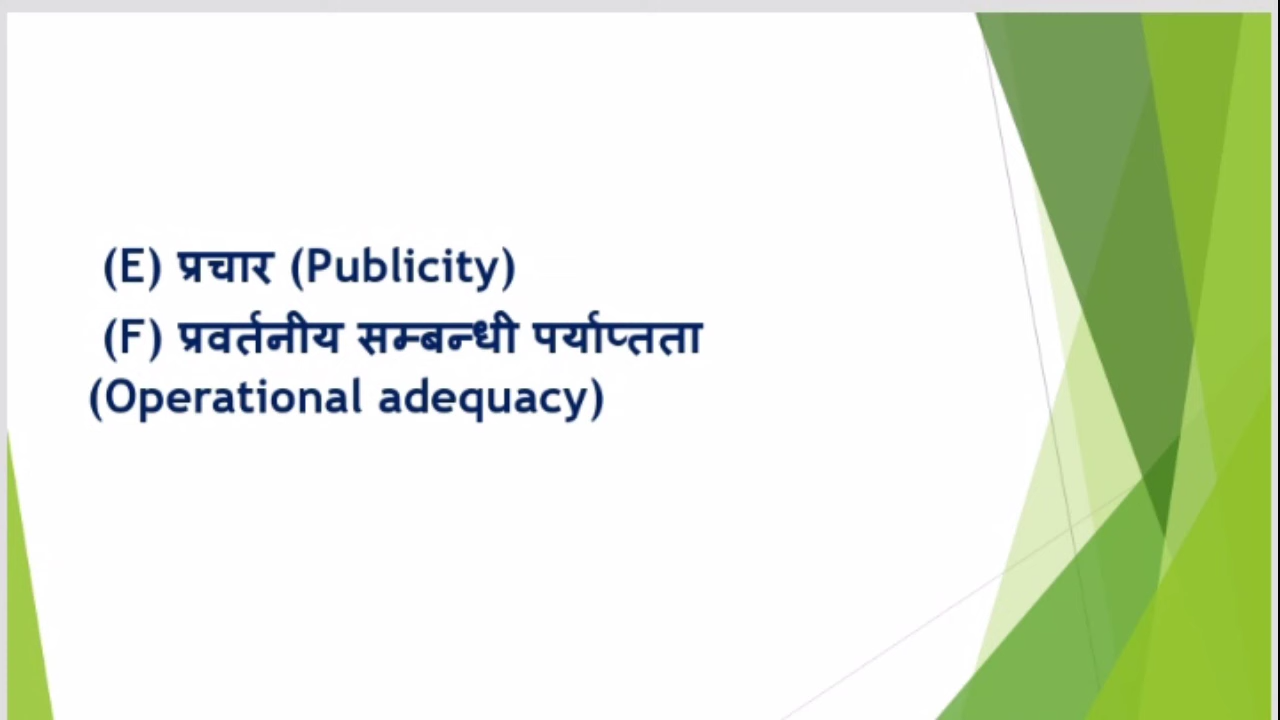 (E) प्रचार (Publicity)
(F) प्रवर्तनीय सम्बन्धी पर्याप्तता
(Operational adequacy)